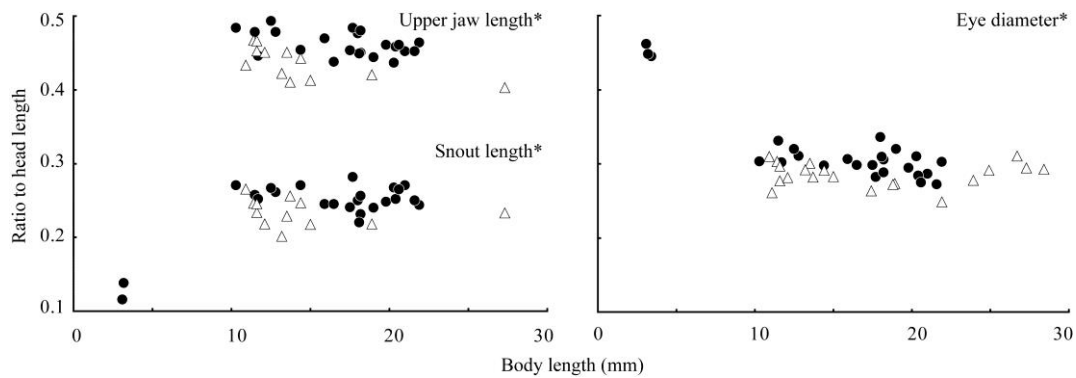 Ratio to head length
0.5
0.4
0.3
0.2
0.1
Upper jaw length*
Snout length*
0
10
20
30
Eye diameter*
0
10
20
30
Body length (mm)